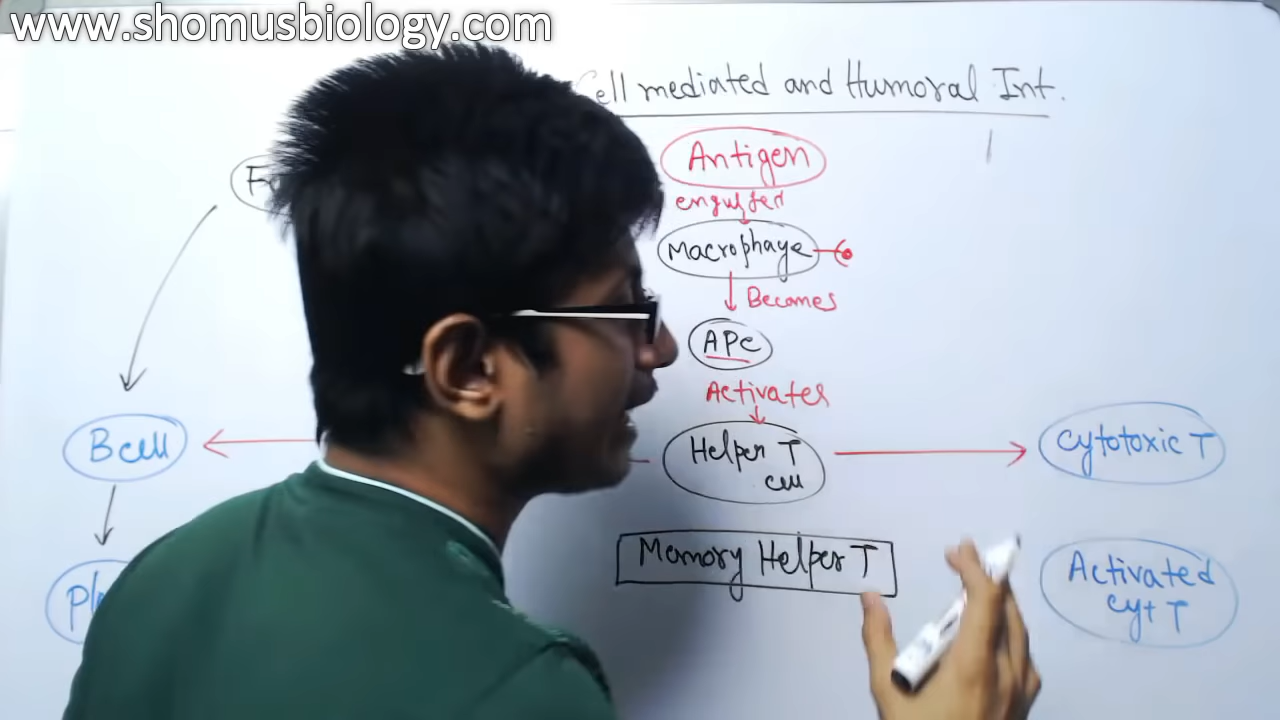 www.shomusbiology.com
Cell mediated and Humoral Int.
Antigen
engulfed
Macrophage
Becomes
APC
Activates
B cell
Helper T
cell
Cytotoxic T
Memory Helper T
Activated
Cyt T